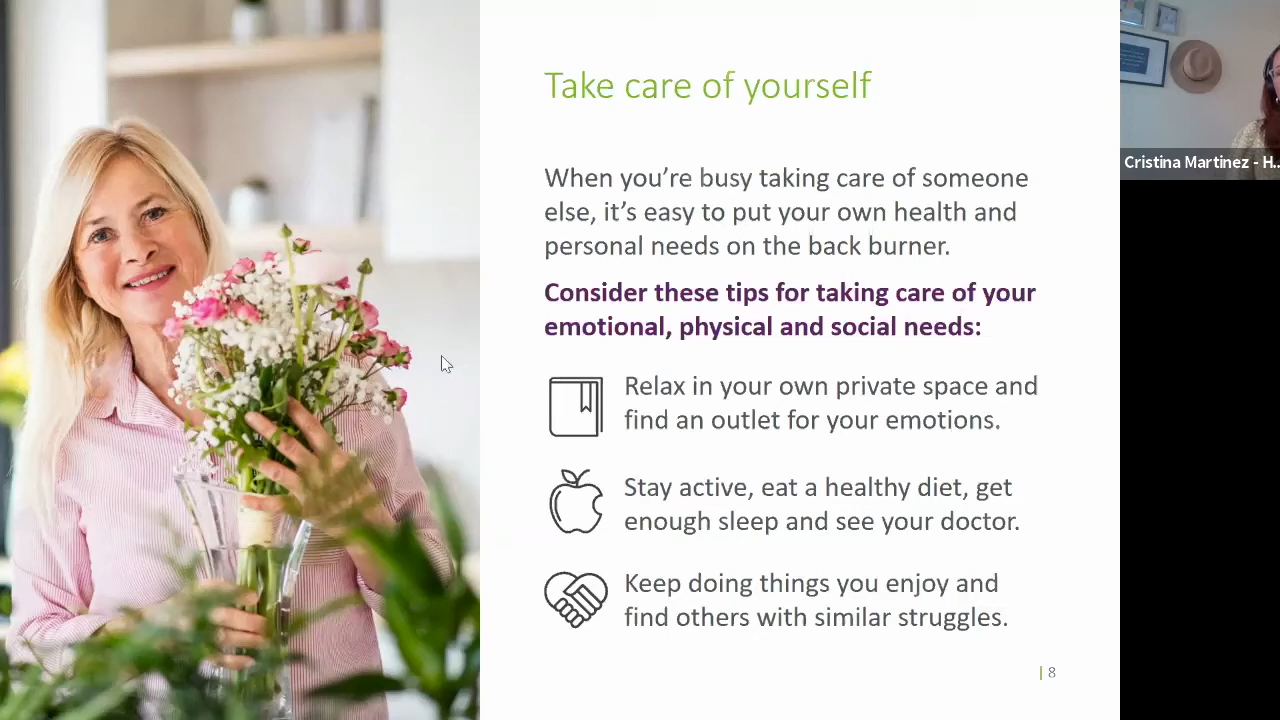 Take care of yourself
When you're busy taking care of someone
else, it's easy to put your own health and
personal needs on the back burner.
Consider these tips for taking care of your
emotional, physical and social needs:
Relax in your own private space and
find an outlet for your emotions.
Stay active, eat a healthy diet, get
enough sleep and see your doctor.
Keep doing things you enjoy and
find others with similar struggles.
| 8
Cristina Martinez - H...